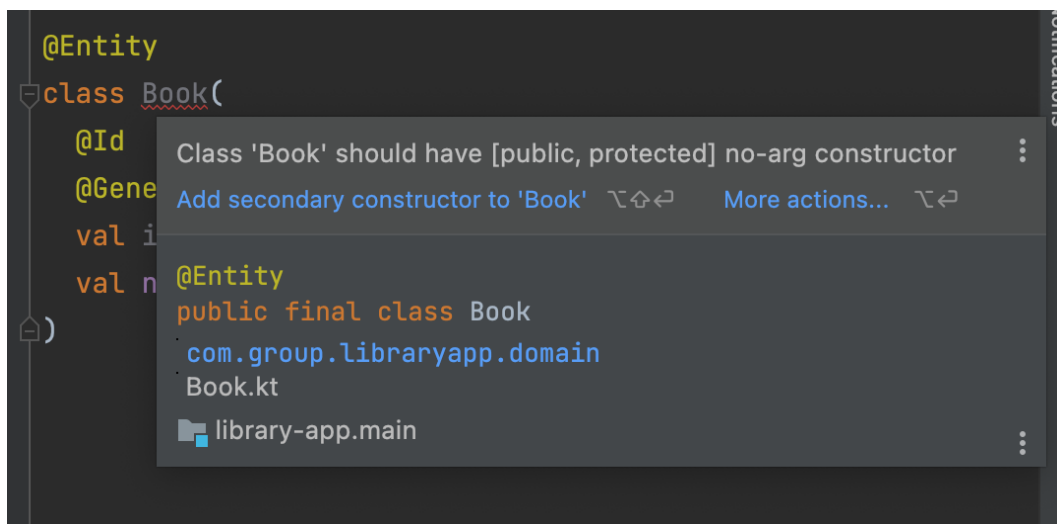 @Entity
class Book(
@Id
@Gene
val i
val n
)
Class 'Book' should have [public, protected] no-arg constructor
Add secondary constructor to 'Book' ⌥⇧⏎ More actions... ⌥⏎
@Entity
public final class Book
com.group.libraryapp.domain
Book.kt
library-app.main
Notifications